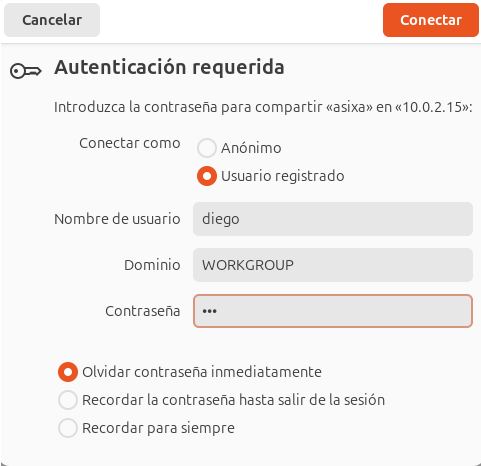 Cancelar
Conectar
Autenticación requerida
Introduzca la contraseña para compartir «asixa» en «10.0.2.15»:
Conectar como
Anónimo
Usuario registrado
Nombre de usuario diego
Dominio WORKGROUP
Contraseña •••
Olvidar contraseña inmediatamente
Recordar la contraseña hasta salir de la sesión
Recordar para siempre